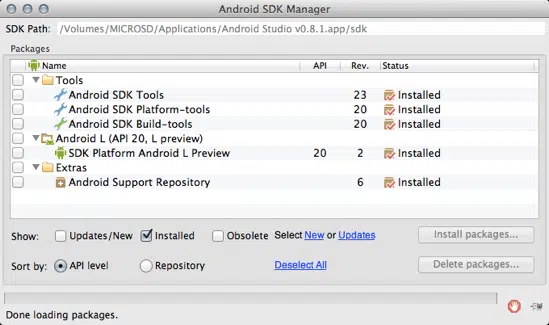 Android SDK Manager
SDK Path: /Volumes/MICROSD/Applications/Android Studio v0.8.1.app/sdk
Packages
Name API Rev. Status
Tools
Android SDK Tools 23 Installed
Android SDK Platform-tools 20 Installed
Android SDK Build-tools 20 Installed
Android L (API 20, L preview)
SDK Platform Android L Preview 20 2 Installed
Extras
Android Support Repository 6 Installed
Show: Updates/New Installed Obsolete Select New or Updates Install packages...
Sort by: API level Repository Deselect All Delete packages...
Done loading packages.